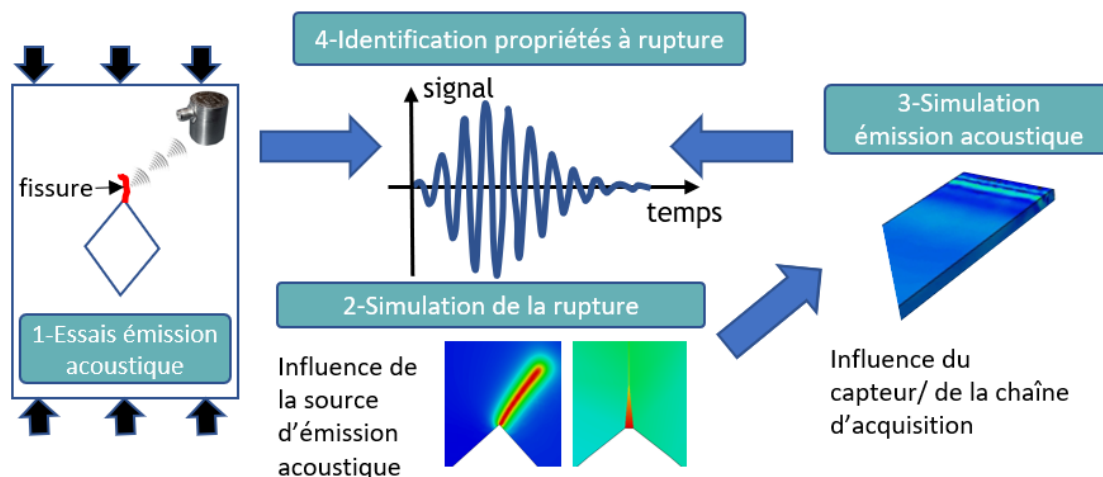 4-Identification propriétés à rupture
signal
temps
fissure
1-Essais émission
acoustique
2-Simulation de la rupture
Influence de
la source
d'émission
acoustique
3-Simulation
émission acoustique
Influence du
capteur/ de la chaîne
d'acquisition